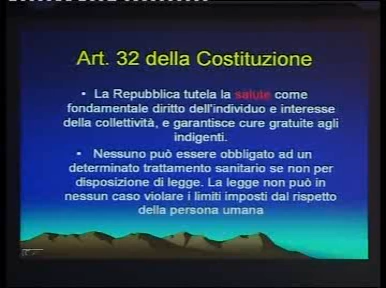 Art. 32 della Costituzione
• La Repubblica tutela la salute come
fondamentale diritto dell'individuo e interesse
della collettività, e garantisce cure gratuite agli
indigenti.
• Nessuno può essere obbligato ad un
determinato trattamento sanitario se non per
disposizione di legge. La legge non può in
nessun caso violare i limiti imposti dal rispetto
della persona umana